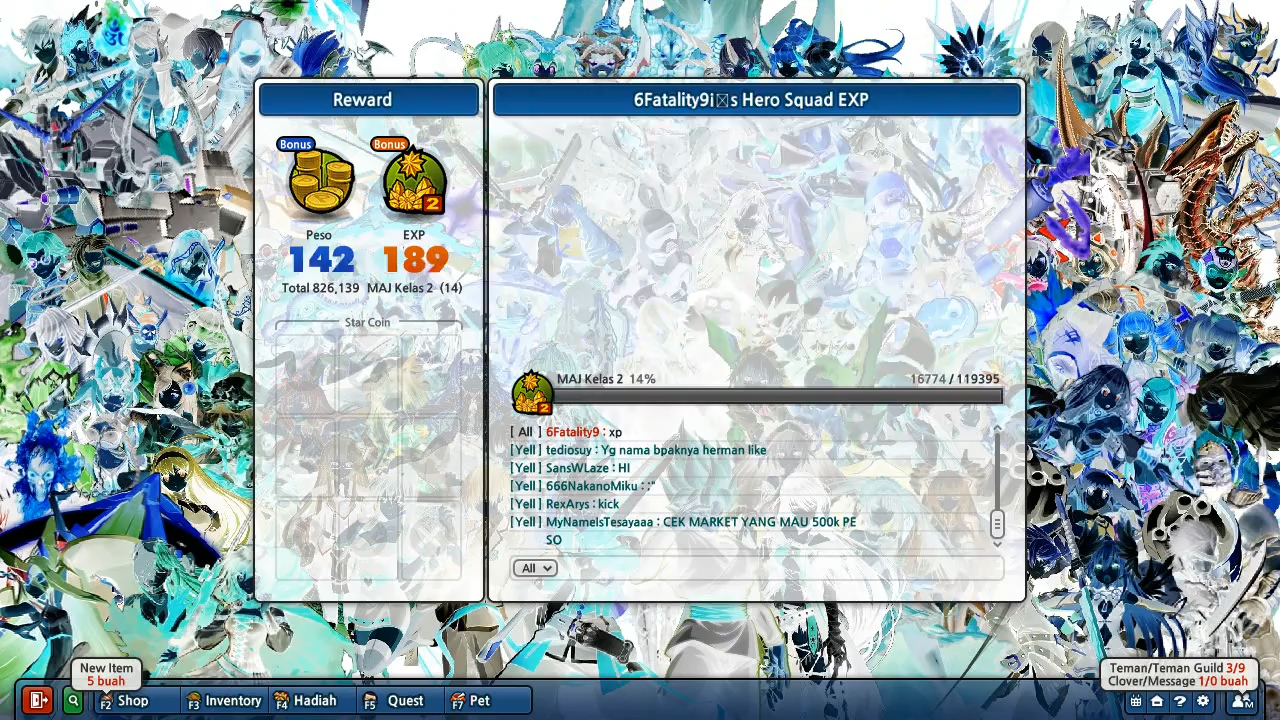 Reward
6Fatality9i s Hero Squad EXP
Bonus
Bonus
2
Peso
EXP
142
189
Total 826,139
MAJ Kelas 2 (14)
Star Coin
MAJ Kelas 2 14%
16774 / 119395
2
[ All ] 6Fatality9 : xp
[Yell] tediosuy : Yg nama bpaknya herman like
[Yell] SansWLaze : HI
[Yell] 666NakanoMiku : :"
[Yell] RexArys : kick
[Yell] MyNameIsTesayaaa : CEK MARKET YANG MAU 500k PE
SO
All
New Item
5 buah
Teman/Teman Guild 3/9
Clover/Message 1/0 buah
F2 Shop
F3 Inventory
F4 Hadiah
F5 Quest
F7 Pet
?
M